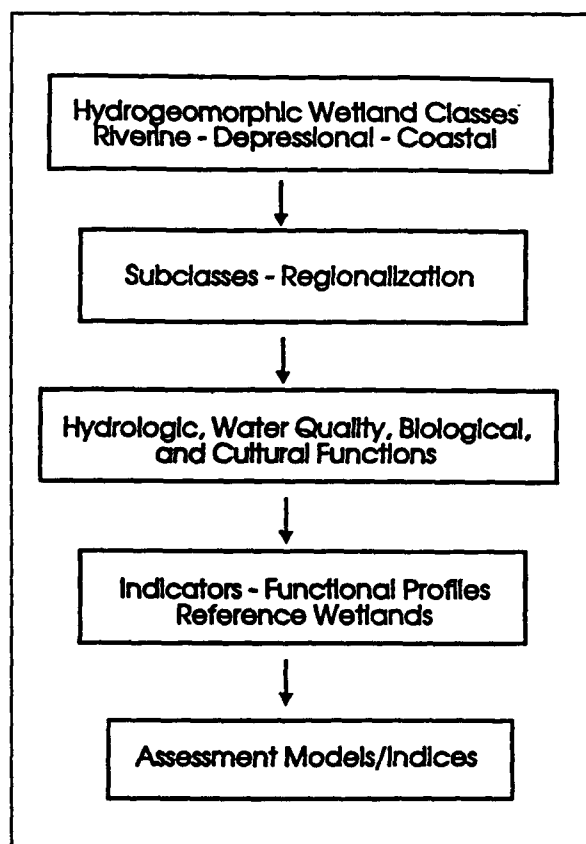 Hydrogeomorphic Wetland Classes
Riverine - Depressional - Coastal
Subclasses - Regionalization
Hydrologic, Water Quality, Biological,
and Cultural Functions
Indicators - Functional Profiles
Reference Wetlands
Assessment Models/Indices